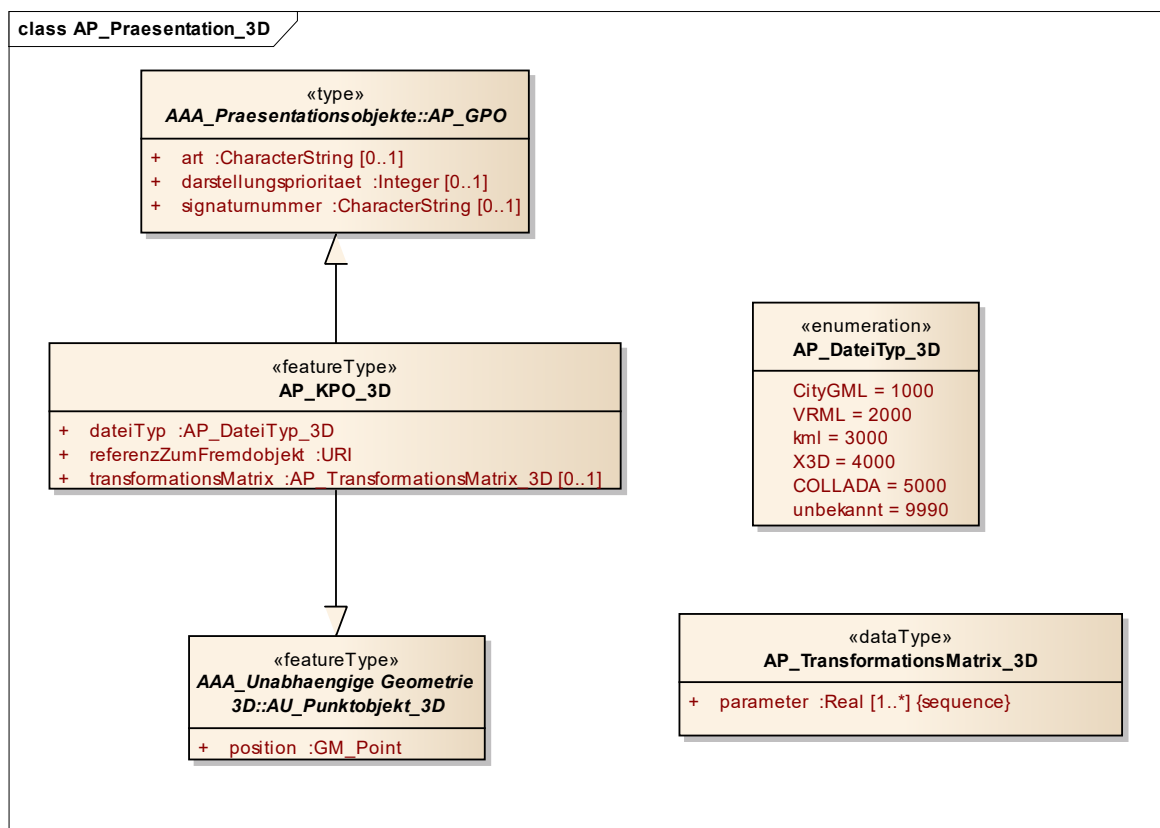 class AP_Praesentation_3D
«type»
AAA_Praesentationsobjekte::AP_GPO
+ art :CharacterString [0..1]
+ darstellungsprioritaet :Integer [0..1]
+ signaturnummer :CharacterString [0..1]
«featureType»
AP_KPO_3D
+ dateiTyp :AP_DateiTyp_3D
+ referenzZumFremdobjekt :URI
+ transformationsMatrix :AP_TransformationsMatrix_3D [0..1]
«enumeration»
AP_DateiTyp_3D
CityGML = 1000
VRML = 2000
kml = 3000
X3D = 4000
COLLADA = 5000
unbekannt = 9990
«featureType»
AAA_Unabhaengige Geometrie
3D::AU_Punktobjekt_3D
+ position :GM_Point
«dataType»
AP_TransformationsMatrix_3D
+ parameter :Real [1..*] {sequence}